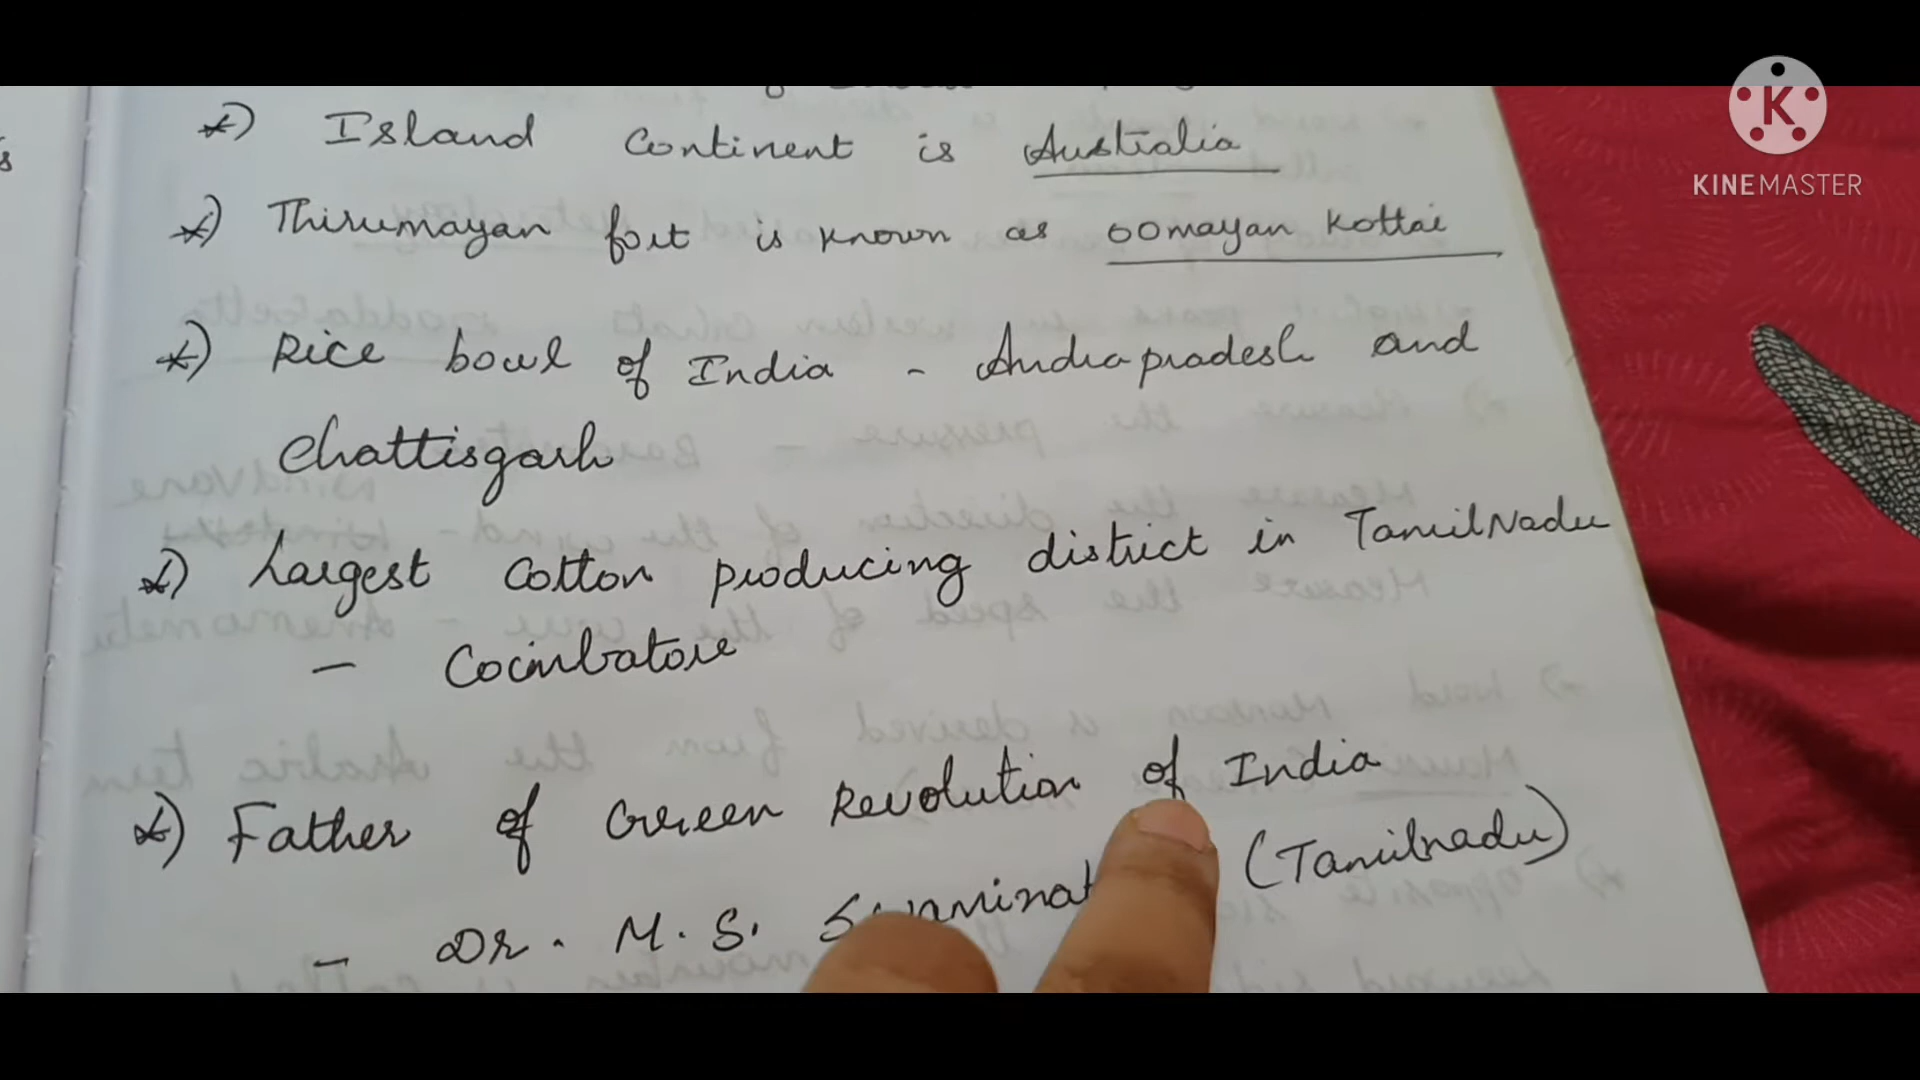 Island Continent is Australia
Thirumayan fort is known as oomayan Kottai
Rice bowl of India - Andrapradesh and
Chattisgarh
Largest Cotton producing district in TamilNadu
- Coimbatore
Father of Green Revolution of India
- Dr. M. S. (Tamilnadu)
K
KINEMASTER